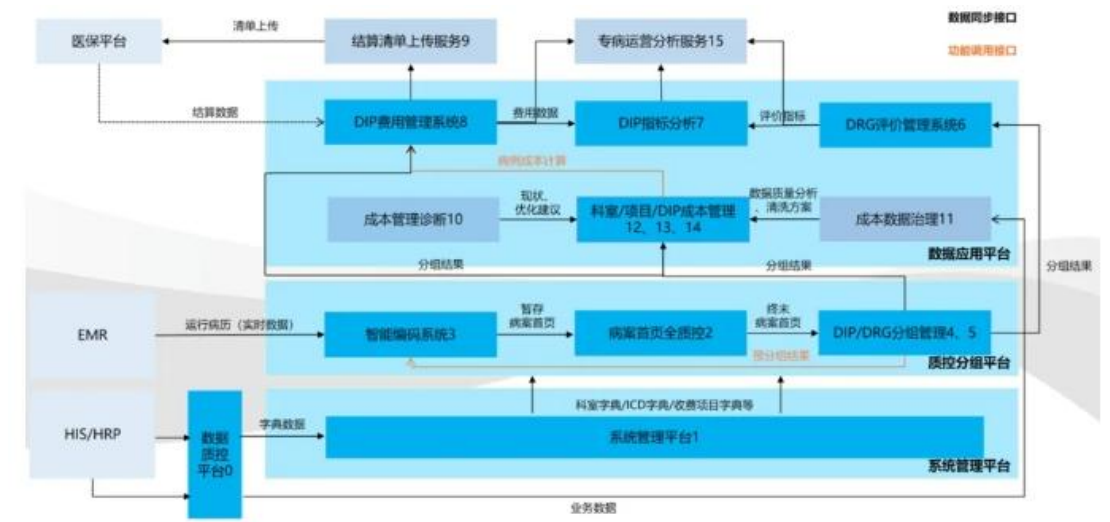 清单上传
数据同步接口
医保平台
结算清单上传服务9
专病运营分析服务15
功能调用接口
结算数据
费用数据
评价指标
DIP费用管理系统8
DIP指标分析7
DRG评价管理系统6
病例成本计算
现状、
优化建议
数据质量分析
、清洗方案
成本管理诊断10
科室/项目/DIP成本管理
12、13、14
成本数据治理11
数据应用平台
分组结果
分组结果
分组结果
EMR
运行病历（实时数据）
智能编码系统3
暂存
病案首页
病案首页全质控2
终末
病案首页
DIP/DRG分组管理4、5
预分组结果
质控分组平台
科室字典/ICD字典/收费项目字典等
HIS/HRP
数据
质控
平台0
字典数据
系统管理平台1
系统管理平台
业务数据